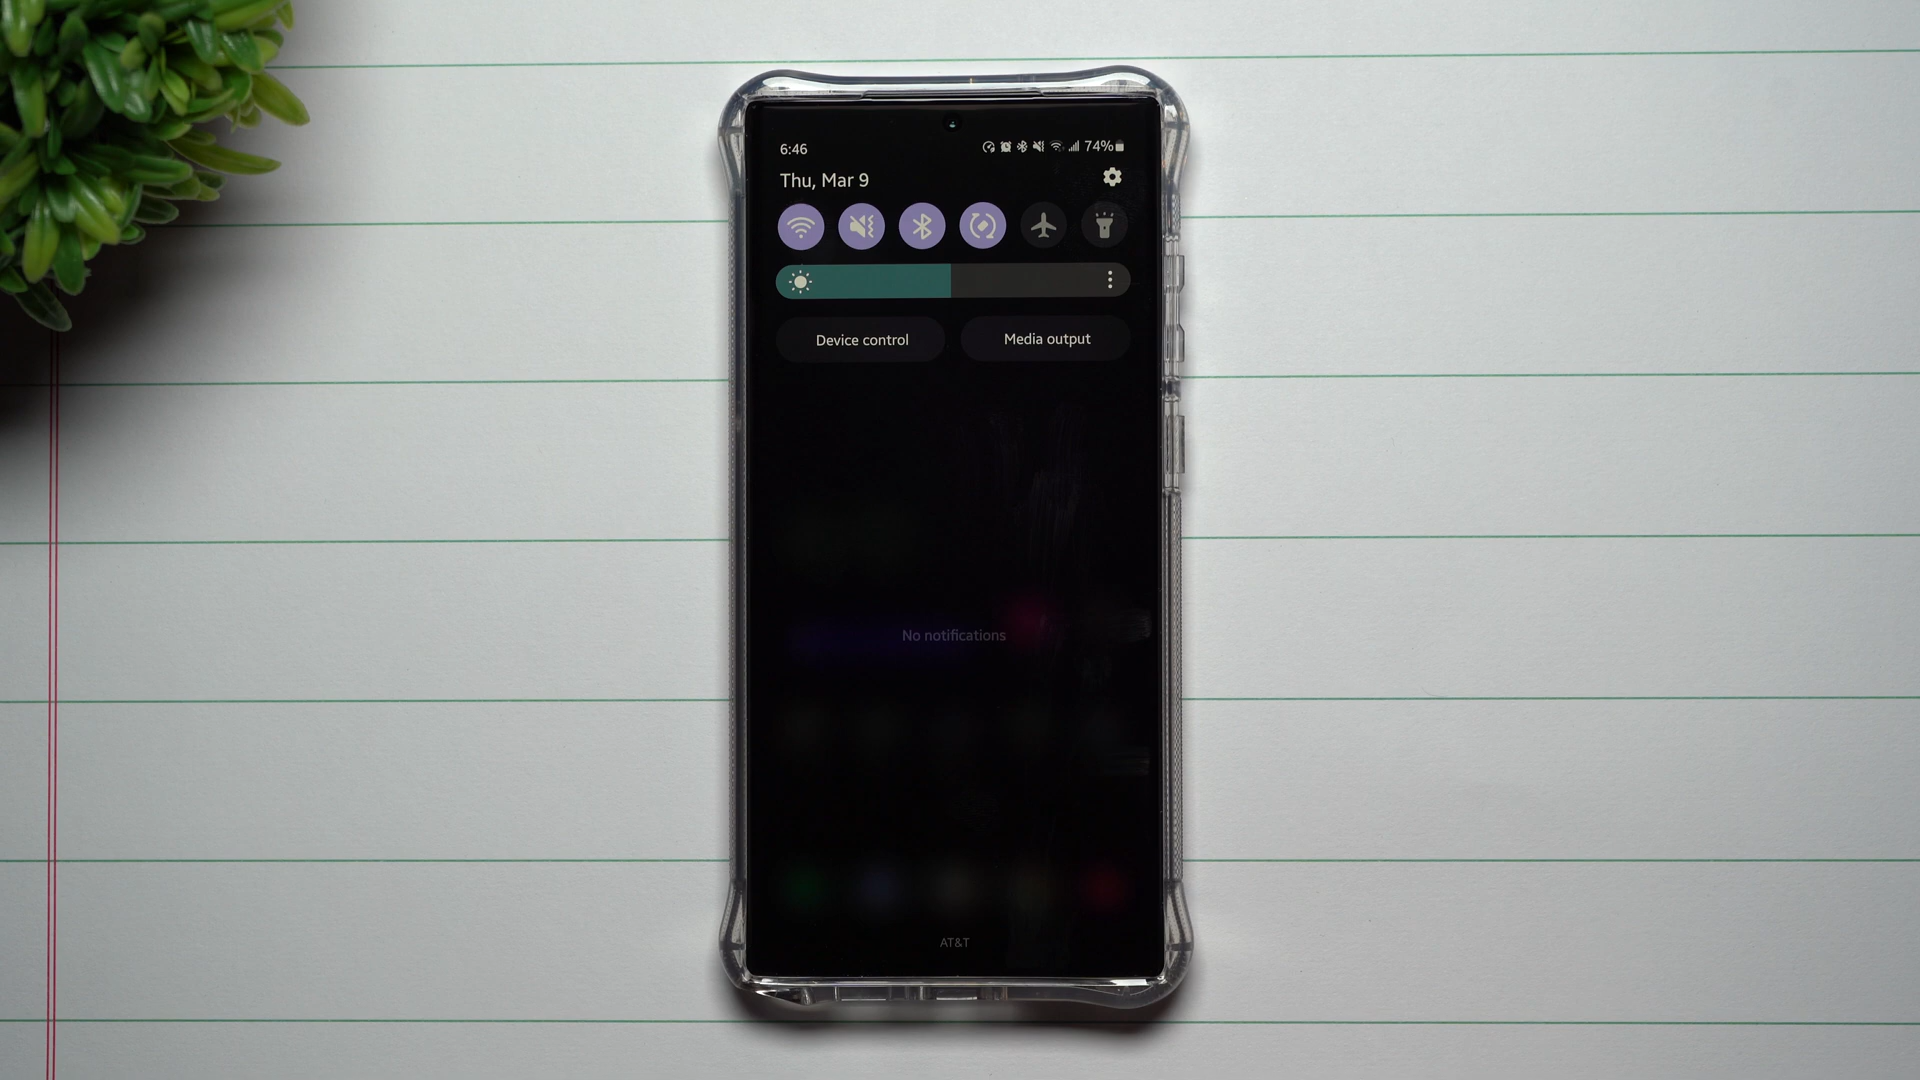 6:46 74%
Thu, Mar 9
Device control Media output
No notifications
AT&T